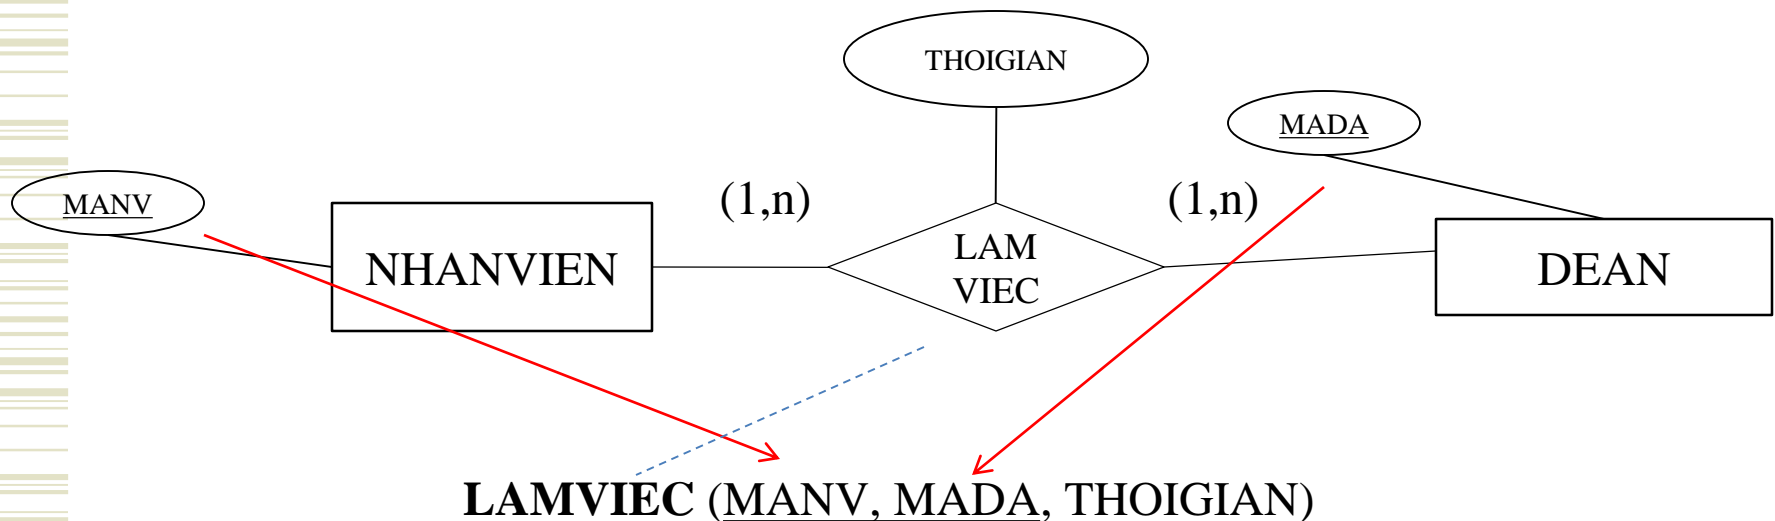 THOIGIAN
MADA
MANV
(1,n)
(1,n)
NHANVIEN
LAM
VIEC
DEAN
LAMVIEC (MANV, MADA, THOIGIAN)